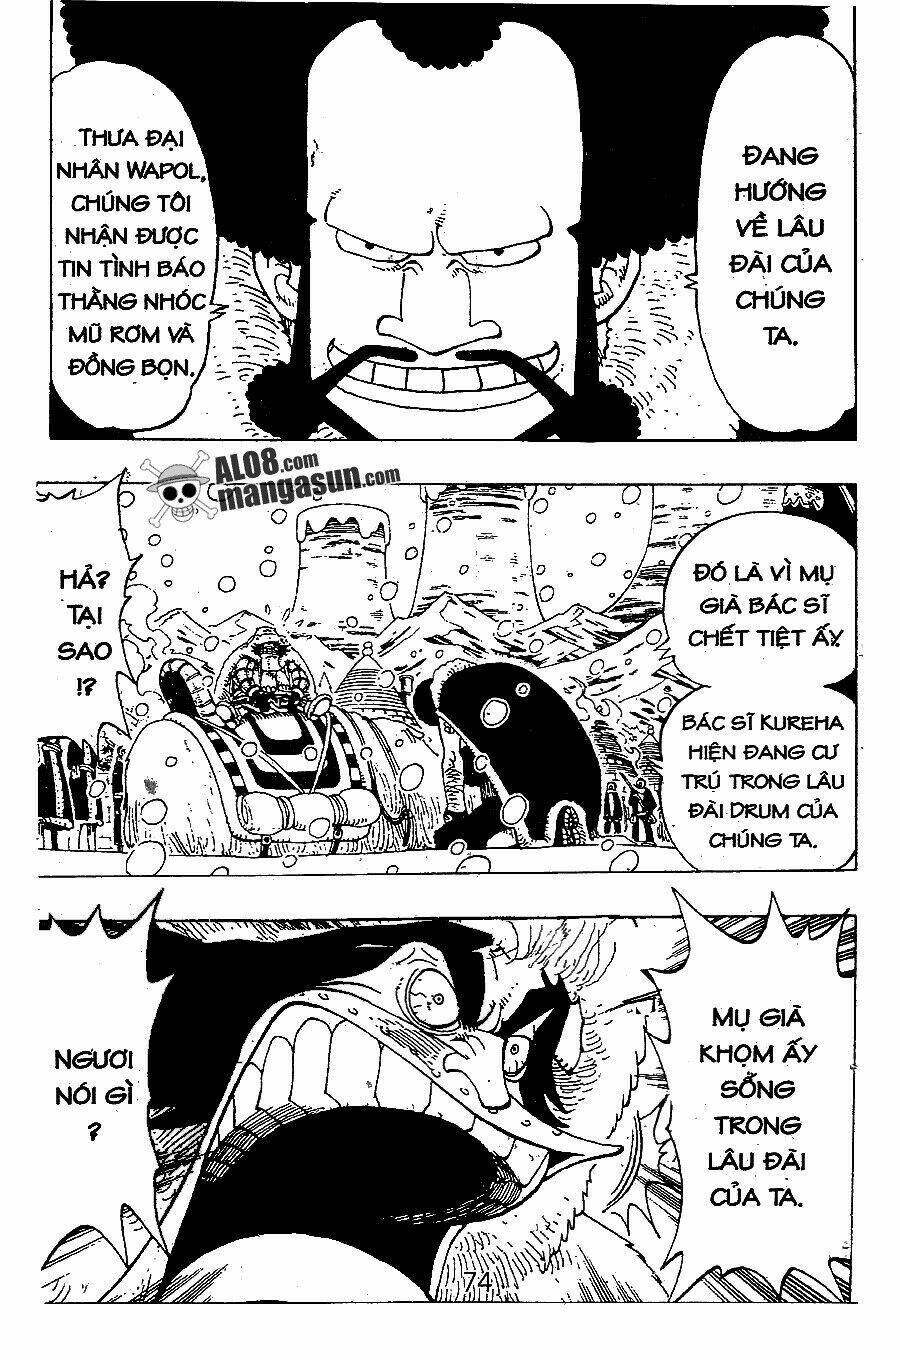 THƯA ĐẠI
NHÂN WAPOL,
CHÚNG TÔI
NHẬN ĐƯỢC
TIN TÌNH BÁO
THẰNG NHÓC
MŨ RƠM VÀ
ĐỒNG BỌN.
ĐANG
HƯỚNG
VỀ LÂU
ĐÀI CỦA
CHÚNG
TA.
AL08.com
mangasun.com
HẢ?
TẠI
SAO
!?
ĐÓ LÀ VÌ MỤ
GIÀ BÁC SĨ
CHẾT TIỆT ẤY.
BÁC SĨ KUREHA
HIỆN ĐANG CƯ
TRÚ TRONG LÂU
ĐÀI DRUM CỦA
CHÚNG TA.
NGƯƠI
NÓI GÌ
?
MỤ GIÀ
KHỌM ẤY
SỐNG
TRONG
LÂU ĐÀI
CỦA TA.
74